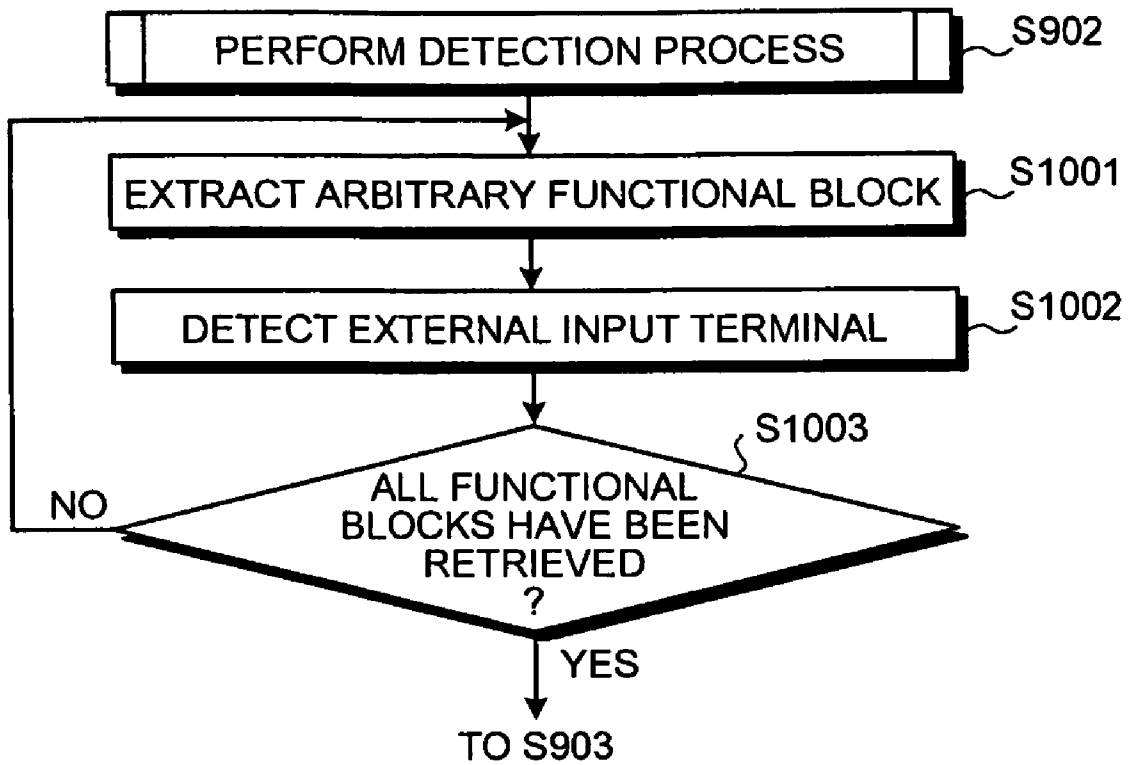 PERFORM DETECTION PROCESS
S902
EXTRACT ARBITRARY FUNCTIONAL BLOCK
S1001
DETECT EXTERNAL INPUT TERMINAL
S1002
S1003
ALL FUNCTIONAL
BLOCKS HAVE BEEN
RETRIEVED
?
NO
YES
TO S903